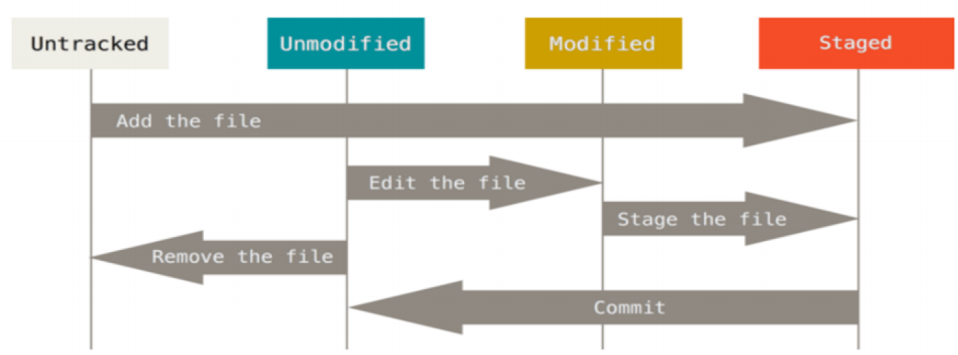 Untracked
Unmodified
Modified
Staged
Add the file
Edit the file
Stage the file
Remove the file
Commit